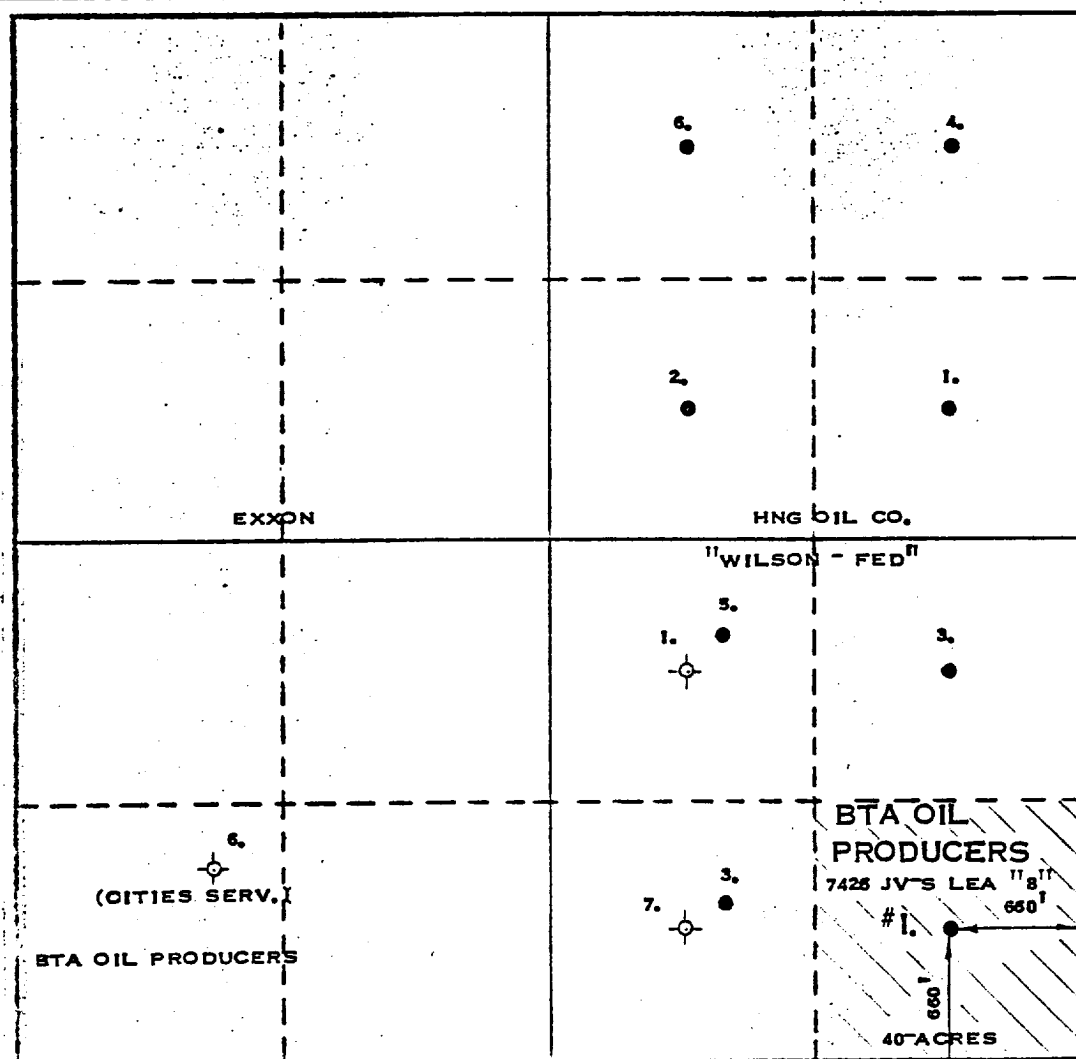 6. 4.
2. 1.
EXXON HNG OIL CO.
"WILSON - FED"
5.
1. 3.
BTA OIL
PRODUCERS
6. 3.
7426 JV-S LEA "8"
(CITIES SERV.)
7. #1. 660'
BTA OIL PRODUCERS
660'
40 ACRES